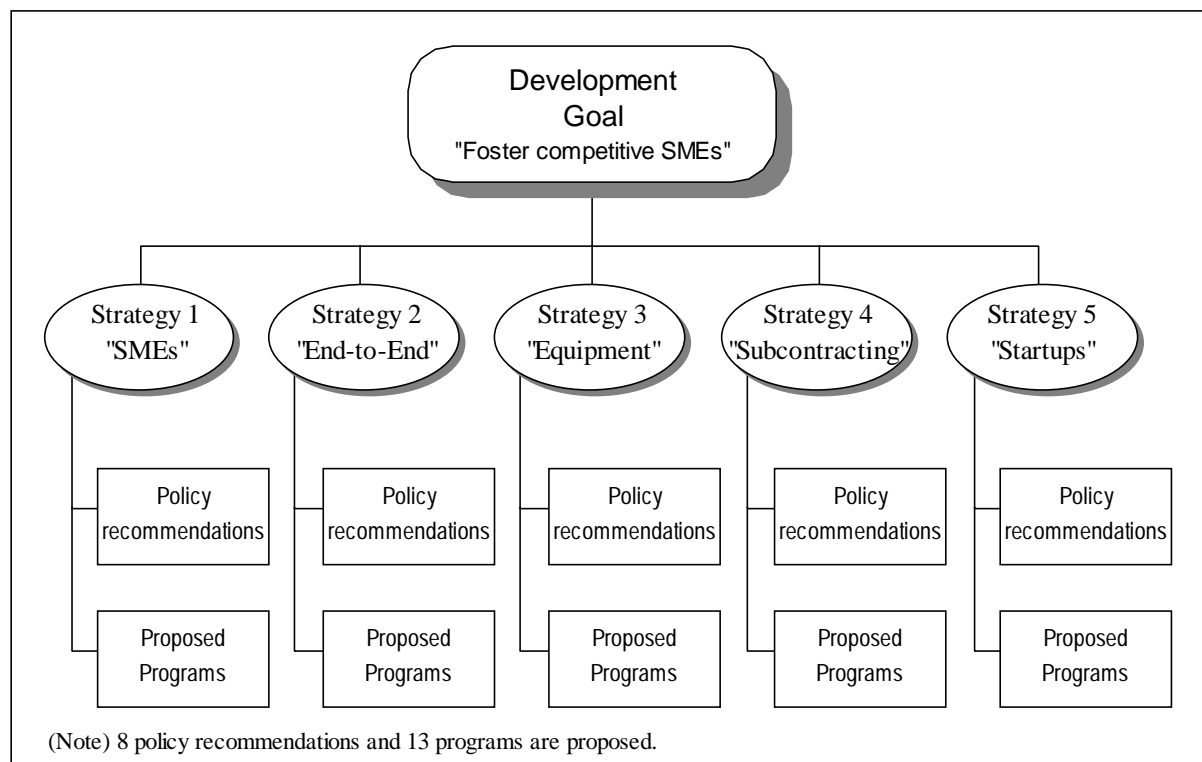 Development
Goal
"Foster competitive SMEs"
Strategy 1
"SMEs"
Strategy 2
"End-to-End"
Strategy 3
"Equipment"
Strategy 4
"Subcontracting"
Strategy 5
"Startups"
Policy
recommendations
Policy
recommendations
Policy
recommendations
Policy
recommendations
Policy
recommendations
Proposed
Programs
Proposed
Programs
Proposed
Programs
Proposed
Programs
Proposed
Programs
(Note) 8 policy recommendations and 13 programs are proposed.